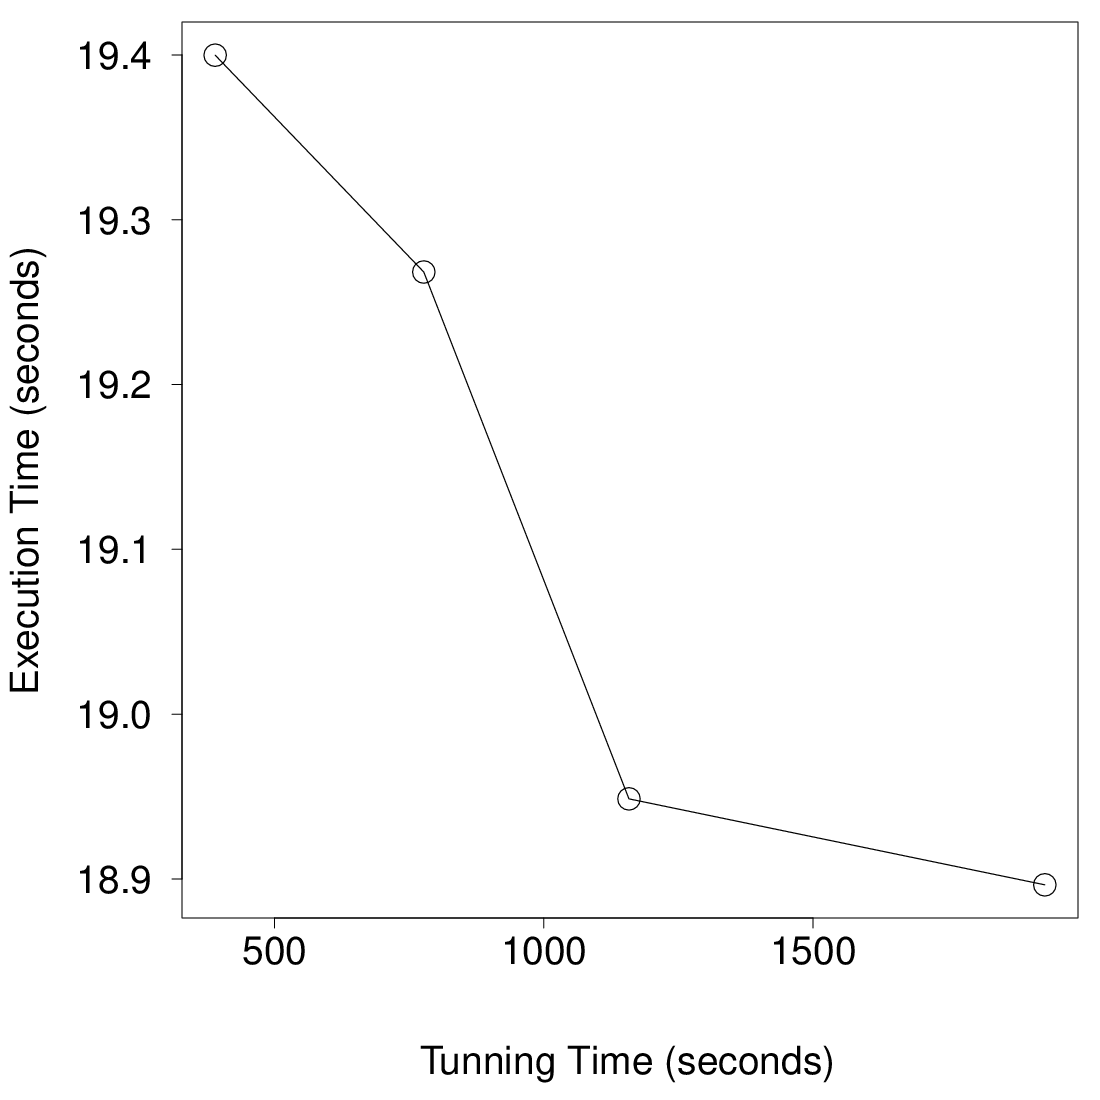 19.4
19.3
19.2
19.1
19.0
18.9
Execution Time (seconds)
500 1000 1500
Tunning Time (seconds)